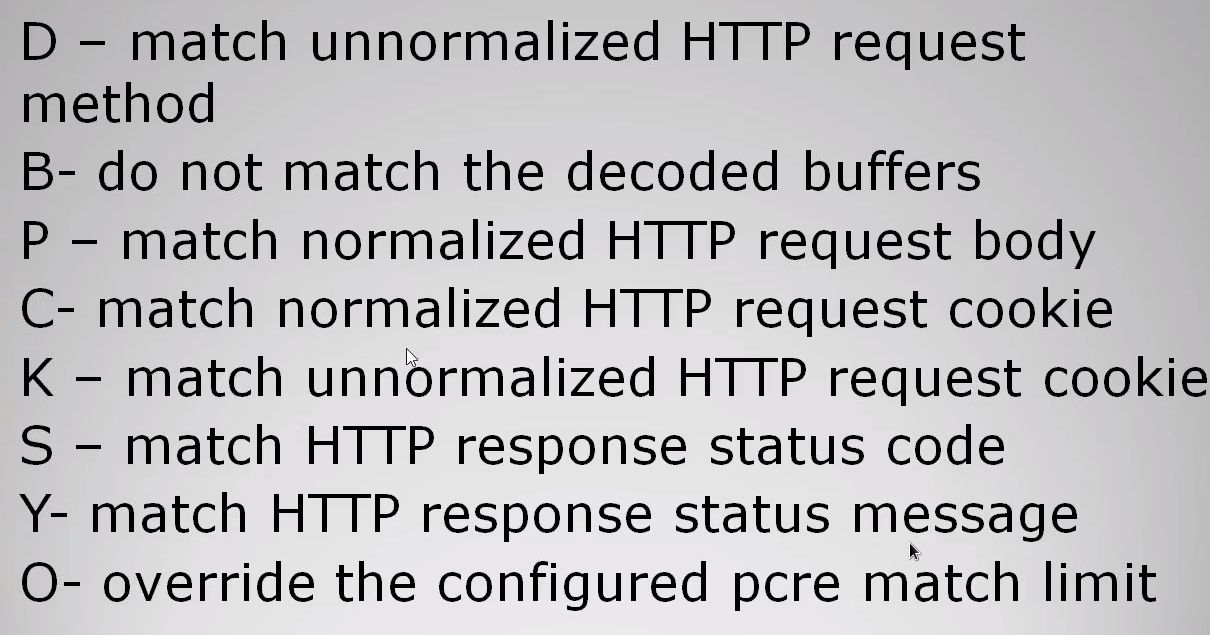 D – match unnormalized HTTP request
method
B- do not match the decoded buffers
P – match normalized HTTP request body
C- match normalized HTTP request cookie
K – match unnormalized HTTP request cookie
S – match HTTP response status code
Y- match HTTP response status message
O- override the configured pcre match limit